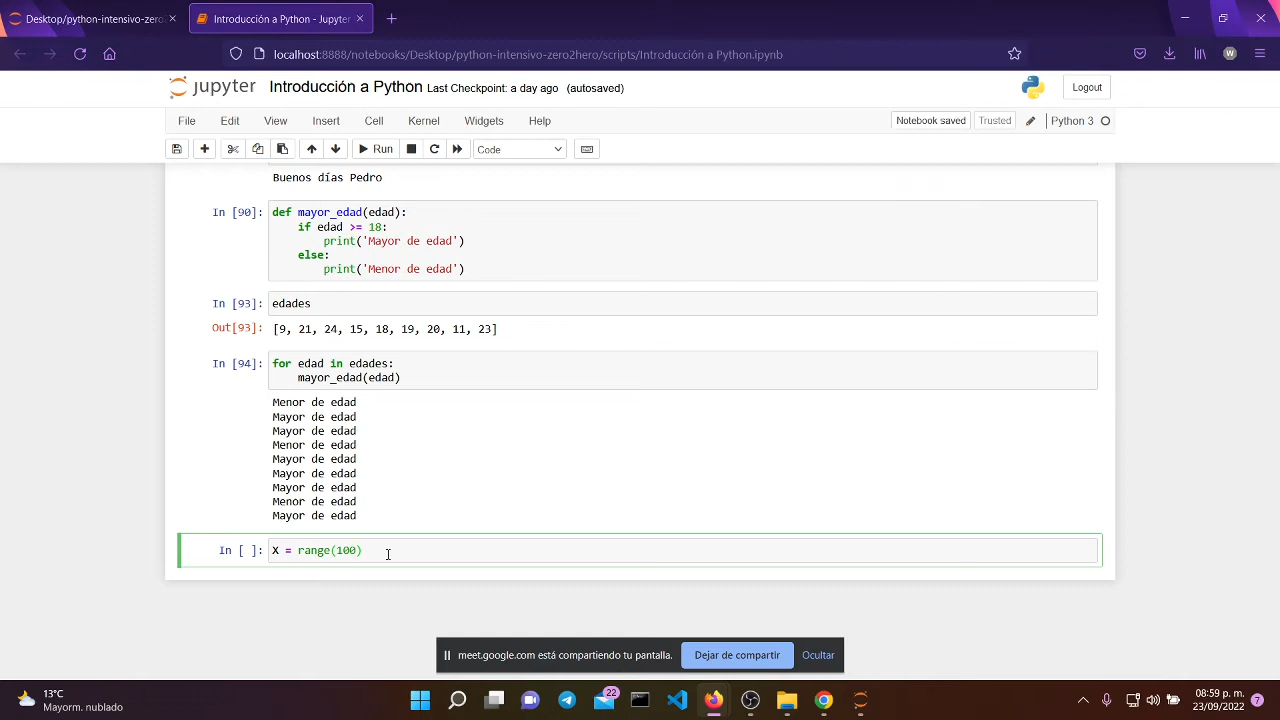 Desktop/python-intensivo-zero
Introducción a Python - Jupyter
localhost:8888/notebooks/Desktop/python-intensivo-zero2hero/scripts/Introducción a Python.ipynb
W
jupyter Introducción a Python Last Checkpoint: a day ago (autosaved)
Logout
File Edit View Insert Cell Kernel Widgets Help
Notebook saved Trusted Python 3
Run Code
Buenos días Pedro
In [90]: def mayor_edad(edad):
if edad >= 18:
print('Mayor de edad')
else:
print('Menor de edad')
In [93]: edades
Out[93]: [9, 21, 24, 15, 18, 19, 20, 11, 23]
In [94]: for edad in edades:
mayor_edad(edad)
Menor de edad
Mayor de edad
Mayor de edad
Menor de edad
Mayor de edad
Mayor de edad
Mayor de edad
Menor de edad
Mayor de edad
In [ ]: X = range(100)
meet.google.com está compartiendo tu pantalla. Dejar de compartir Ocultar
13°C
Mayorm. nublado
22
08:59 p. m.
23/09/2022
7